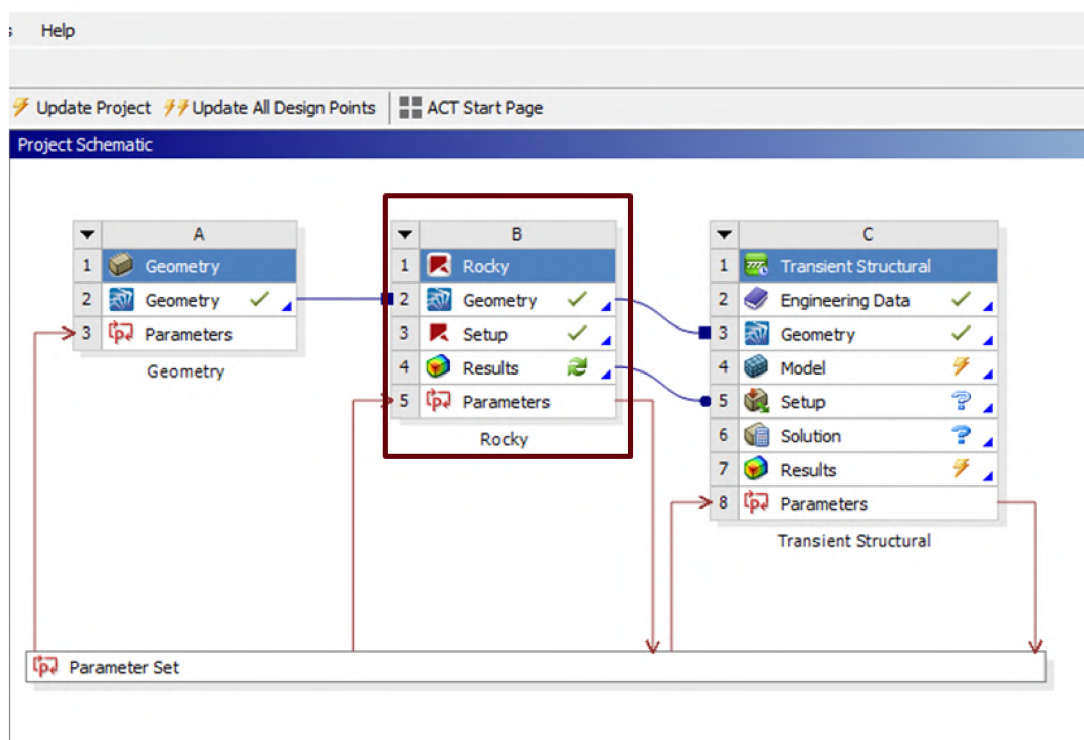 Help
Update Project Update All Design Points ACT Start Page
Project Schematic
A
1 Geometry
2 Geometry
3 Parameters
Geometry
B
1 Rocky
2 Geometry
3 Setup
4 Results
5 Parameters
Rocky
C
1 Transient Structural
2 Engineering Data
3 Geometry
4 Model
5 Setup
6 Solution
7 Results
8 Parameters
Transient Structural
Parameter Set